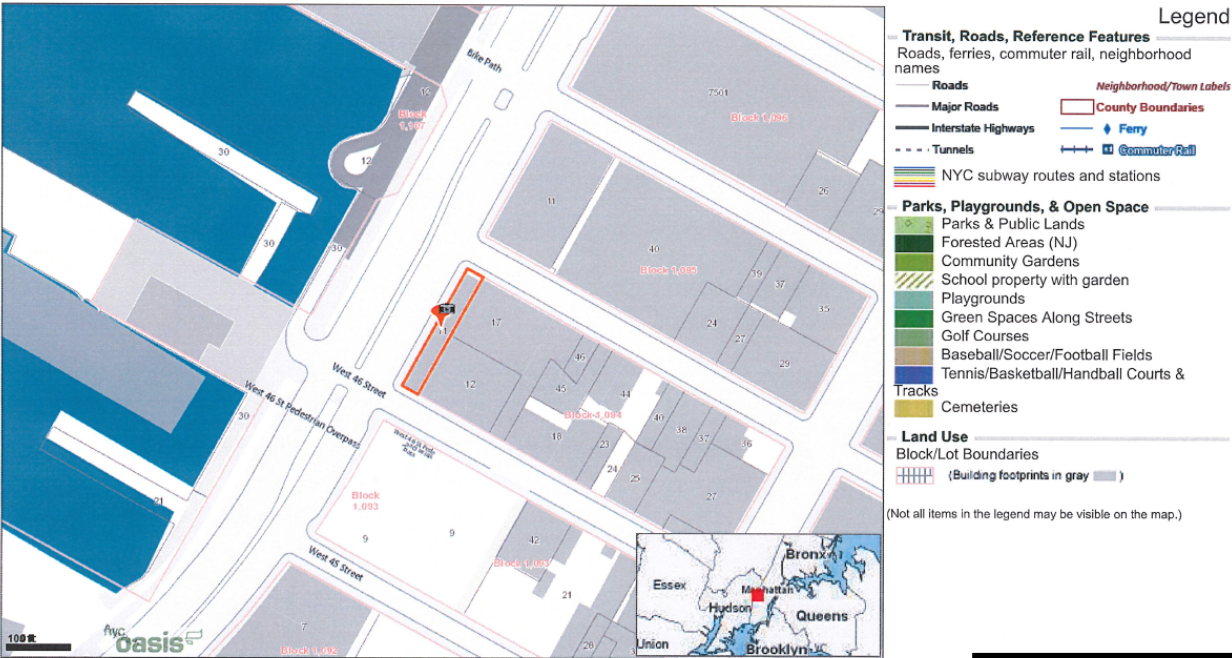 Legend
Transit, Roads, Reference Features
Roads, ferries, commuter rail, neighborhood
names
Roads
Neighborhood/Town Labels
Major Roads
County Boundaries
Interstate Highways
Ferry
Tunnels
Commuter Rail
NYC subway routes and stations
Parks, Playgrounds, & Open Space
Parks & Public Lands
Forested Areas (NJ)
Community Gardens
School property with garden
Playgrounds
Green Spaces Along Streets
Golf Courses
Baseball/Soccer/Football Fields
Tennis/Basketball/Handball Courts &
Tracks
Cemeteries
Land Use
Block/Lot Boundaries
(Building footprints in gray )
(Not all items in the legend may be visible on the map.)
Bike Path
12
Block
1,107
12
30
30
30
7501
Block 1,096
26
29
11
40
Block 1,095
39
37
35
24
27
29
17
11
12
46
45
44
Block 1,094
40
38
37
36
18
23
24
25
27
West 46 Street
West 46 St Pedestrian Overpass
30
21
Block
1,093
9
9
42
Block 1,093
21
West 45 Street
7
Block 1,092
28
3
100 ft
nyc
oasis
Bronx
Essex
Manhattan
Hudson
Queens
Union
Brooklyn